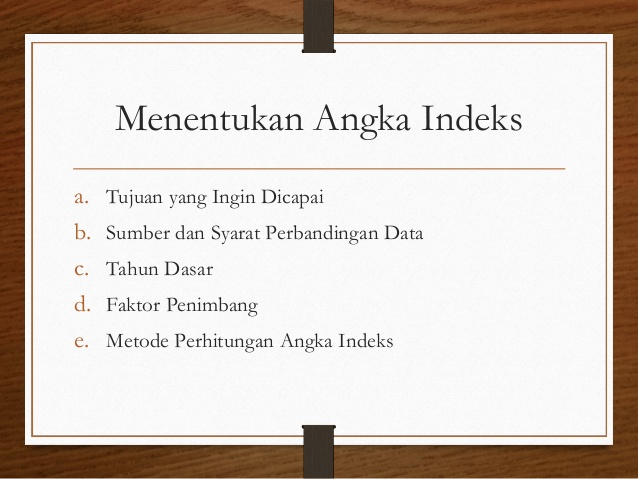 Menentukan Angka Indeks
a. Tujuan yang Ingin Dicapai
b. Sumber dan Syarat Perbandingan Data
c. Tahun Dasar
d. Faktor Penimbang
e. Metode Perhitungan Angka Indeks